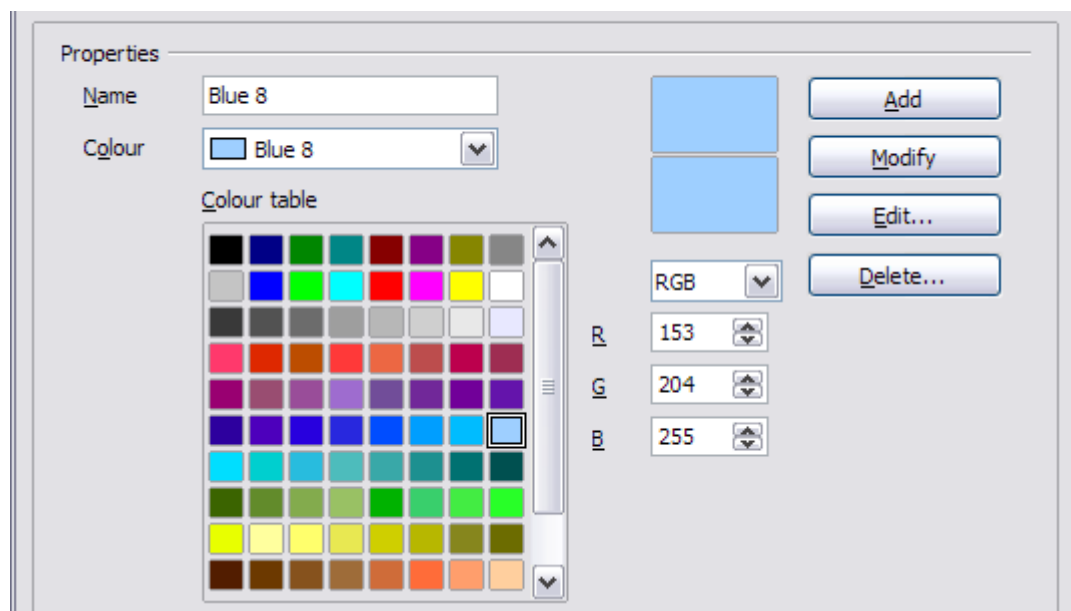 Properties
Name Blue 8 Add
Colour Blue 8 Modify
Colour table
Edit...
RGB Delete...
R 153
G 204
B 255